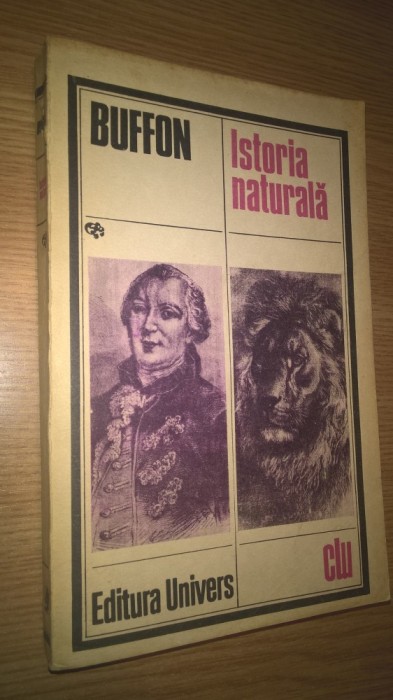 BUFFON
Istoria
naturală
Editura Univers
clu